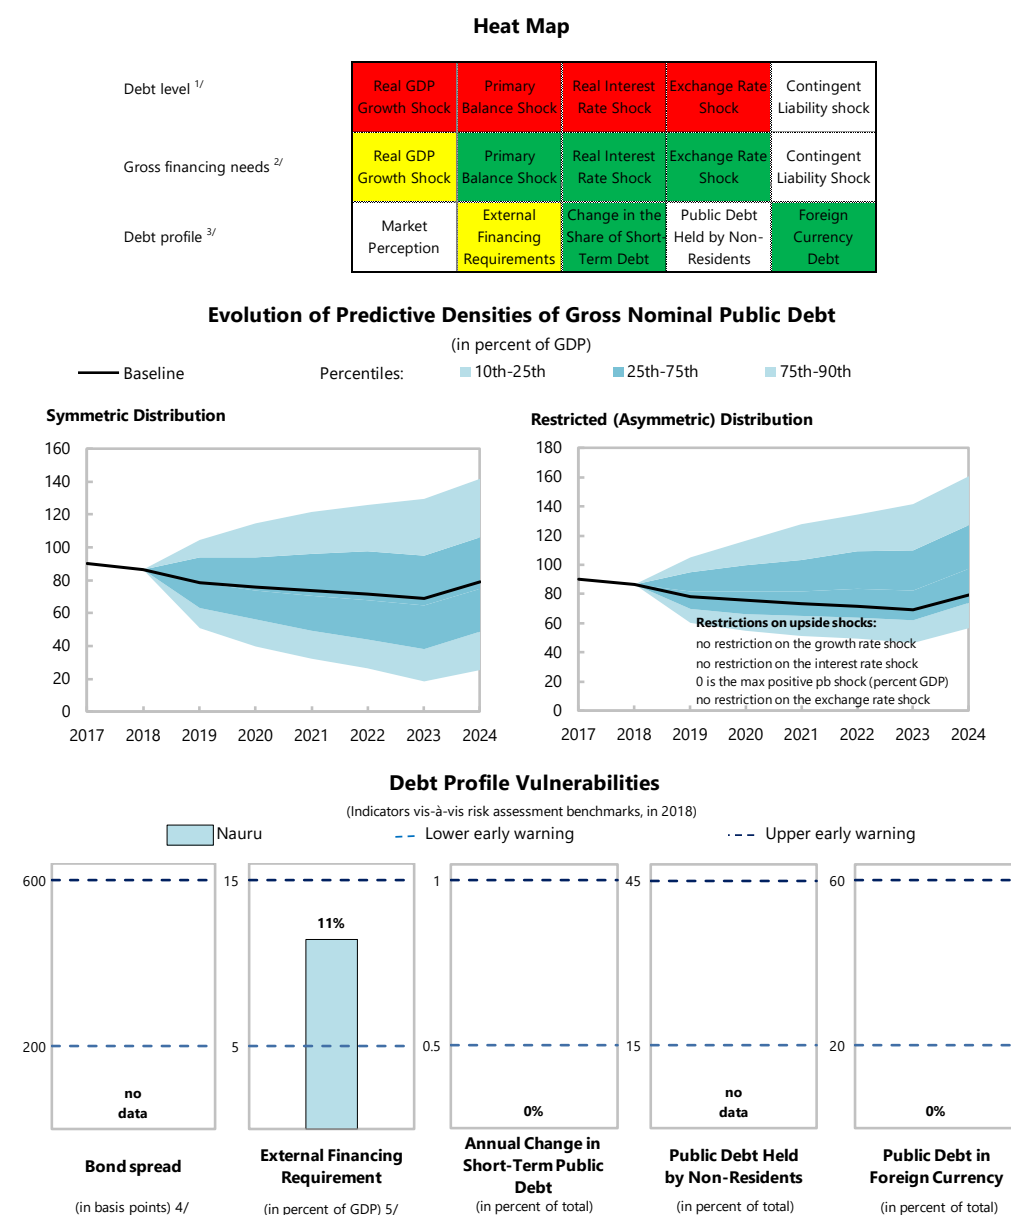 Heat Map
Debt level 1/
Real GDP Growth Shock
Primary Balance Shock
Real Interest Rate Shock
Exchange Rate Shock
Contingent Liability shock
Gross financing needs 2/
Real GDP Growth Shock
Primary Balance Shock
Real Interest Rate Shock
Exchange Rate Shock
Contingent Liability Shock
Debt profile 3/
Market Perception
External Financing Requirements
Change in the Share of Short-Term Debt
Public Debt Held by Non-Residents
Foreign Currency Debt
Evolution of Predictive Densities of Gross Nominal Public Debt
(in percent of GDP)
Baseline Percentiles: 10th-25th 25th-75th 75th-90th
Symmetric Distribution
160
140
120
100
80
60
40
20
0
2017 2018 2019 2020 2021 2022 2023 2024
Restricted (Asymmetric) Distribution
180
160
140
120
100
80
60
40
20
0
Restrictions on upside shocks:
no restriction on the growth rate shock
no restriction on the interest rate shock
0 is the max positive pb shock (percent GDP)
no restriction on the exchange rate shock
2017 2018 2019 2020 2021 2022 2023 2024
Debt Profile Vulnerabilities
(Indicators vis-à-vis risk assessment benchmarks, in 2018)
Nauru Lower early warning Upper early warning
600
200
no
data
Bond spread
(in basis points) 4/
15
11%
5
External Financing
Requirement
(in percent of GDP) 5/
1
0.5
0%
Annual Change in
Short-Term Public
Debt
(in percent of total)
45
15
no
data
Public Debt Held
by Non-Residents
(in percent of total)
60
20
0%
Public Debt in
Foreign Currency
(in percent of total)